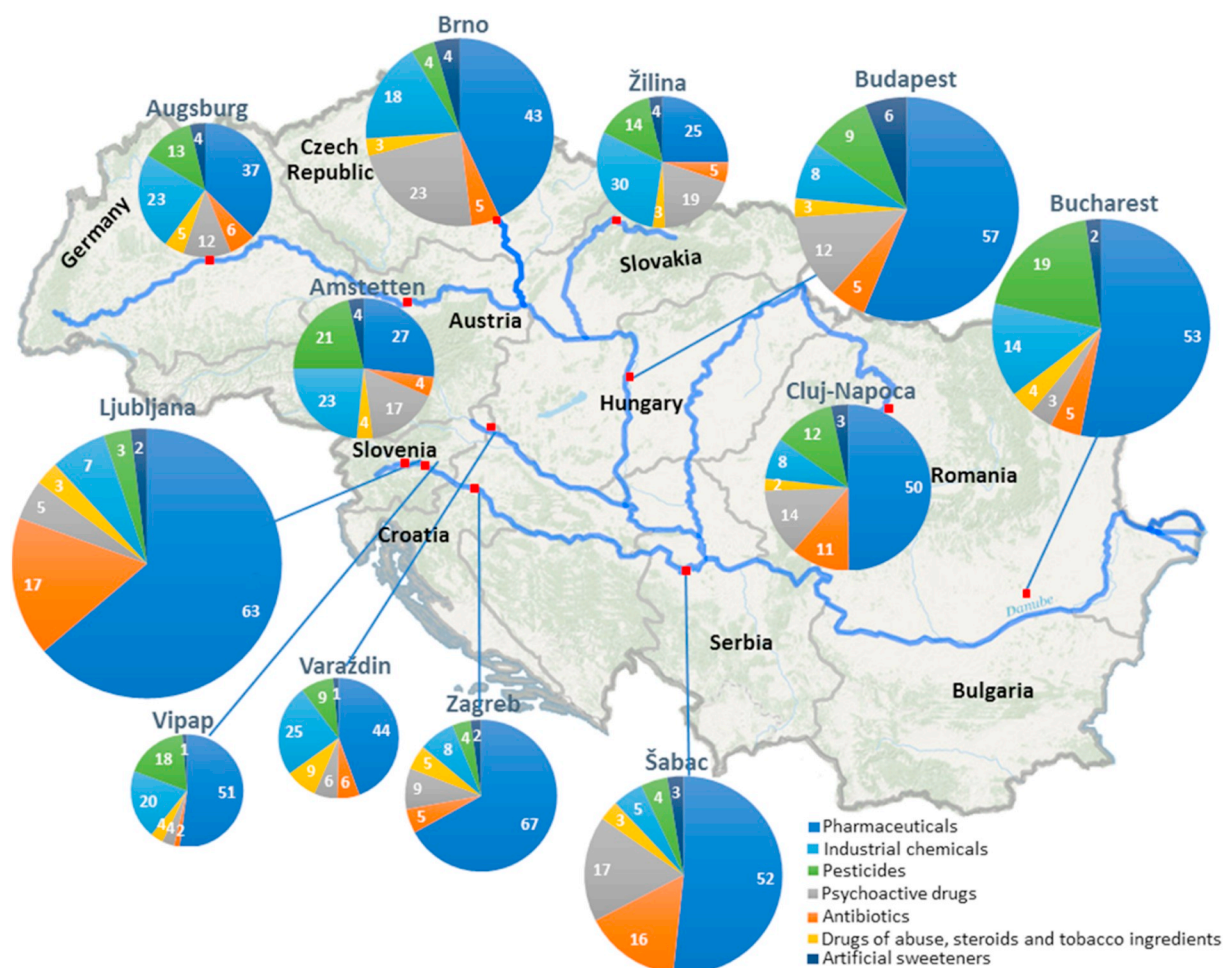 Brno
4
4
18
43
3
23
5
Augsburg
4
13
37
23
5
12
6
Czech
Republic
Germany
Žilina
4
14
25
30
5
3
19
Slovakia
Budapest
6
9
8
3
12
5
57
Bucharest
2
19
14
4
3
5
53
Amstetten
4
21
27
23
4
4
17
Austria
Hungary
Cluj-Napoca
3
12
8
2
14
11
50
Romania
Ljubljana
2
3
7
3
5
17
63
Slovenia
Croatia
Danube
Serbia
Bulgaria
Varaždin
1
9
25
44
9
6
6
Vipap
1
18
20
51
4
4
2
Zagreb
2
4
8
5
9
5
67
Šabac
3
4
5
3
17
16
52
Pharmaceuticals
Industrial chemicals
Pesticides
Psychoactive drugs
Antibiotics
Drugs of abuse, steroids and tobacco ingredients
Artificial sweeteners